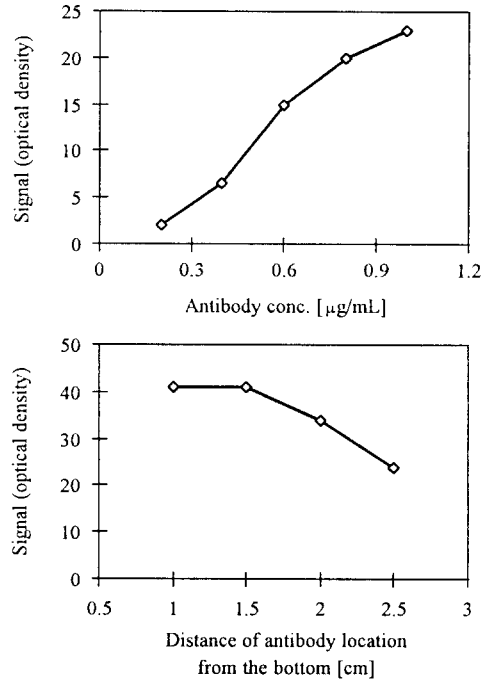 25
20
15
10
5
0
Signal (optical density)
0 0.3 0.6 0.9 1.2
Antibody conc. [μg/mL]
50
40
30
20
10
0
Signal (optical density)
0.5 1 1.5 2 2.5 3
Distance of antibody location
from the bottom [cm]